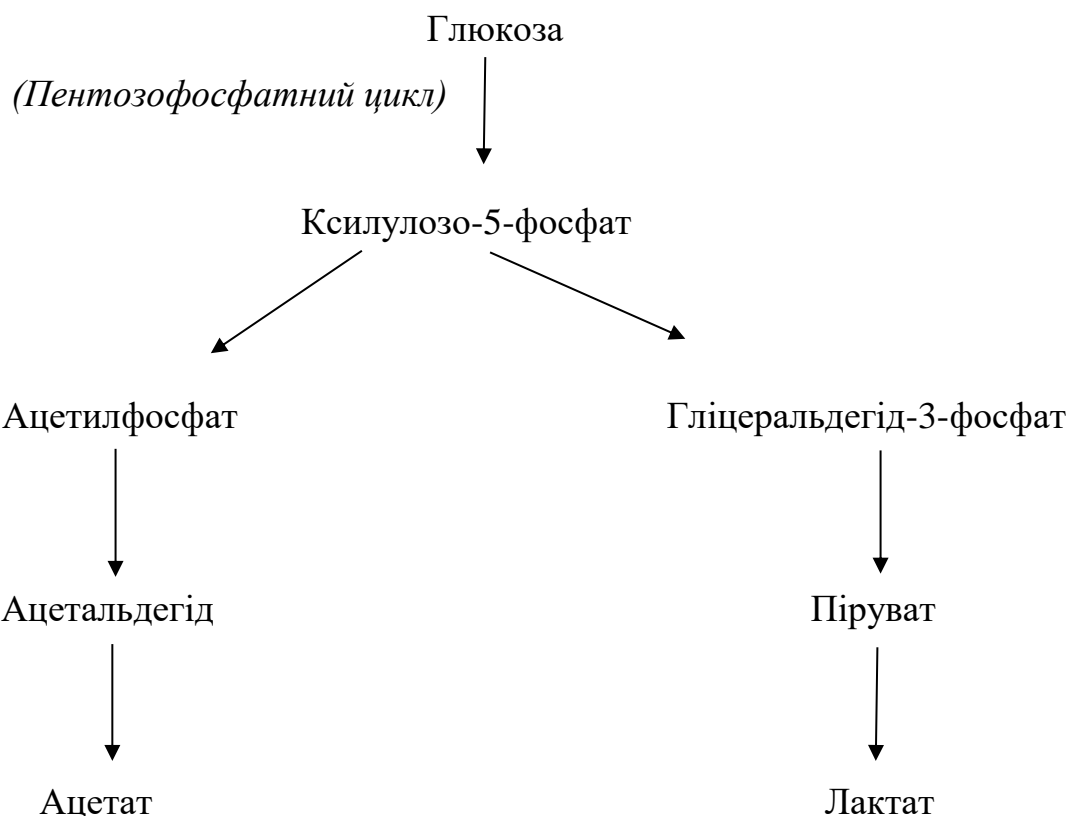 Глюкоза
(Пентозофосфатний цикл)
Ксилулозо-5-фосфат
Ацетилфосфат
Гліцеральдегід-3-фосфат
Ацетальдегід
Піруват
Ацетат
Лактат